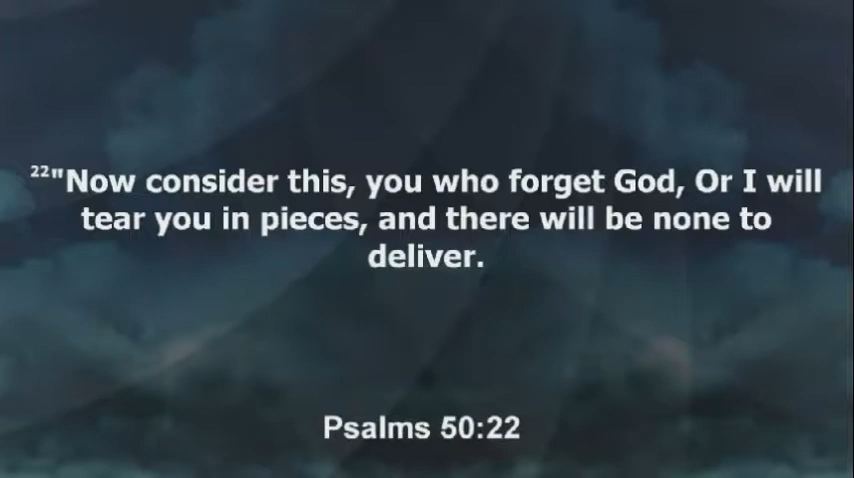 22"Now consider this, you who forget God, Or I will
tear you in pieces, and there will be none to
deliver.
Psalms 50:22